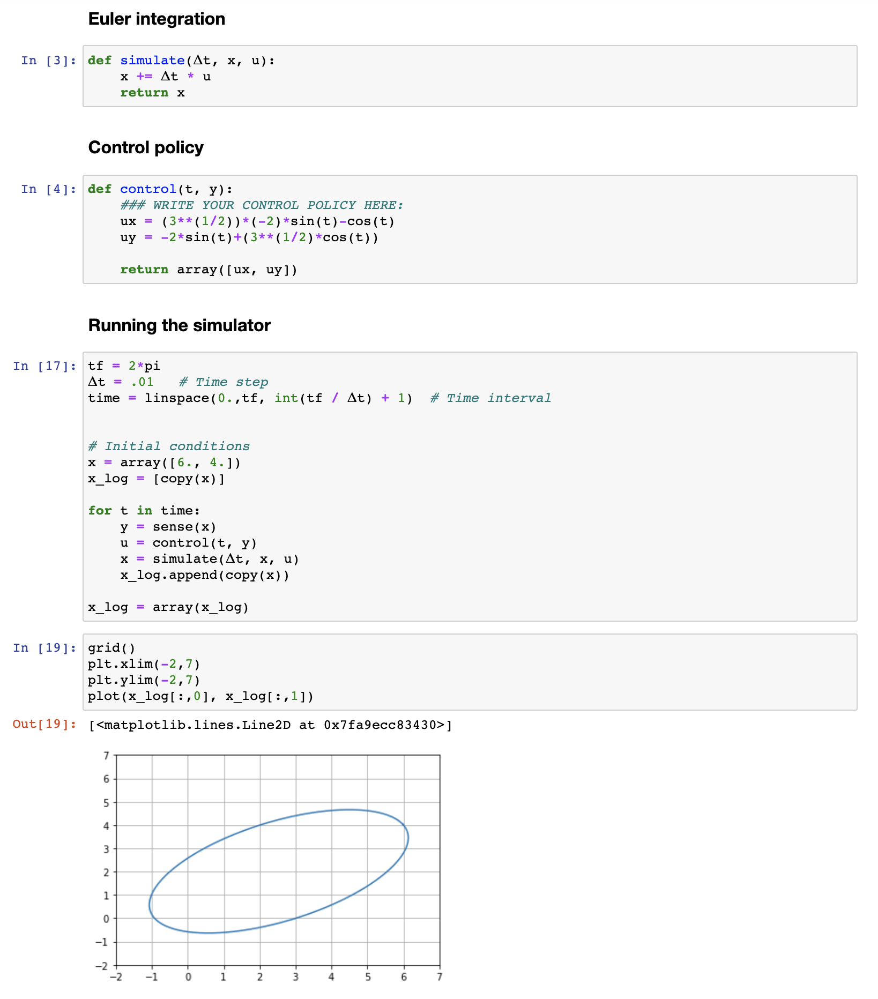 Euler integration
In [3]: def simulate(Δt, x, u):
    x += Δt * u
    return x
Control policy
In [4]: def control(t, y):
    ### WRITE YOUR CONTROL POLICY HERE:
    ux = (3**(1/2))*(-2)*sin(t)-cos(t)
    uy = -2*sin(t)+(3**(1/2)*cos(t))
    return array([ux, uy])
Running the simulator
In [17]: tf = 2*pi
Δt = .01   # Time step
time = linspace(0.,tf, int(tf / Δt) + 1)  # Time interval
# Initial conditions
x = array([6., 4.])
x_log = [copy(x)]
for t in time:
    y = sense(x)
    u = control(t, y)
    x = simulate(Δt, x, u)
    x_log.append(copy(x))
x_log = array(x_log)
In [19]: grid()
plt.xlim(-2,7)
plt.ylim(-2,7)
plot(x_log[:,0], x_log[:,1])
Out[19]: [<matplotlib.lines.Line2D at 0x7fa9ecc83430>]
7
6
5
4
3
2
1
0
−1
−2
−2 −1 0 1 2 3 4 5 6 7